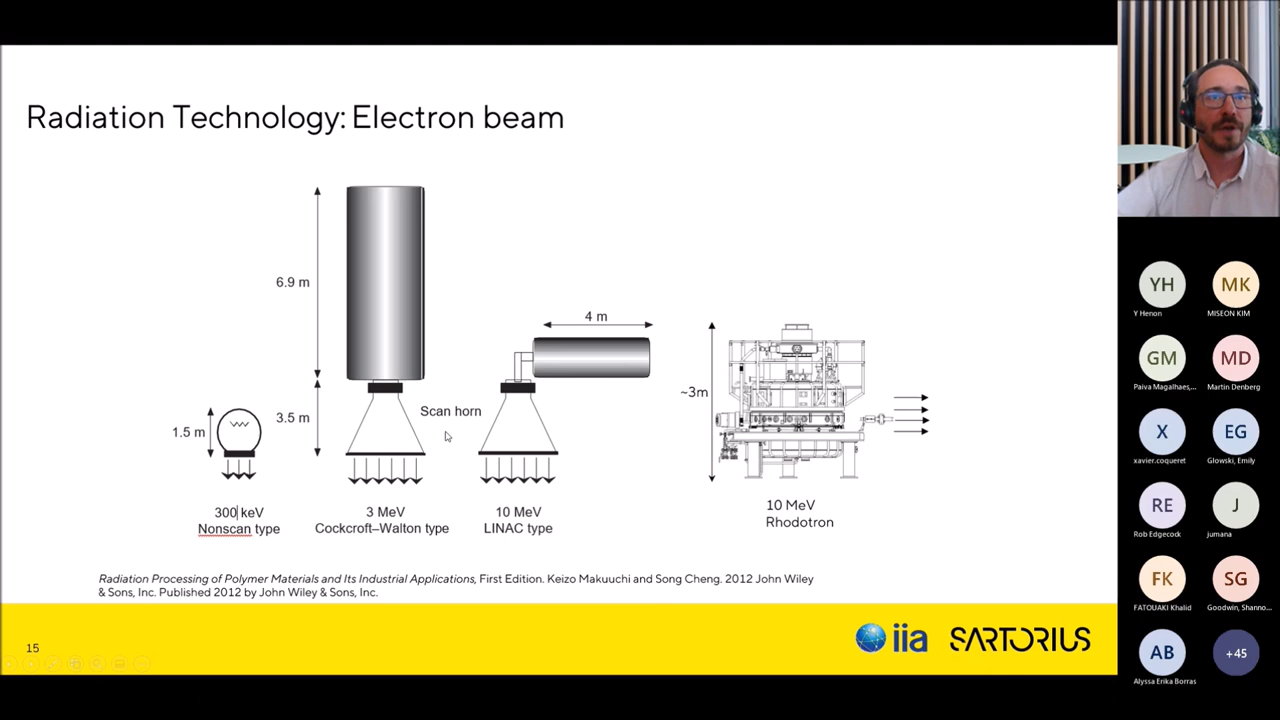 Radiation Technology: Electron beam
6.9 m
3.5 m
1.5 m
4 m
Scan horn
~3m
300 keV
Nonscan type
3 MeV
Cockcroft–Walton type
10 MeV
LINAC type
10 MeV
Rhodotron
Radiation Processing of Polymer Materials and Its Industrial Applications, First Edition. Keizo Makuuchi and Song Cheng. 2012 John Wiley
& Sons, Inc. Published 2012 by John Wiley & Sons, Inc.
15
iia
SARTORIUS
YH
Y Henon
MK
MISEON KIM
GM
Paiva Magalhaes,...
MD
Martin Denberg
X
xavier.coqueret
EG
Glowski, Emily
RE
Rob Edgecock
J
jumana
FK
FATOUAKI Khalid
SG
Goodwin, Shanno...
AB
Alyssa Erika Borras
+45